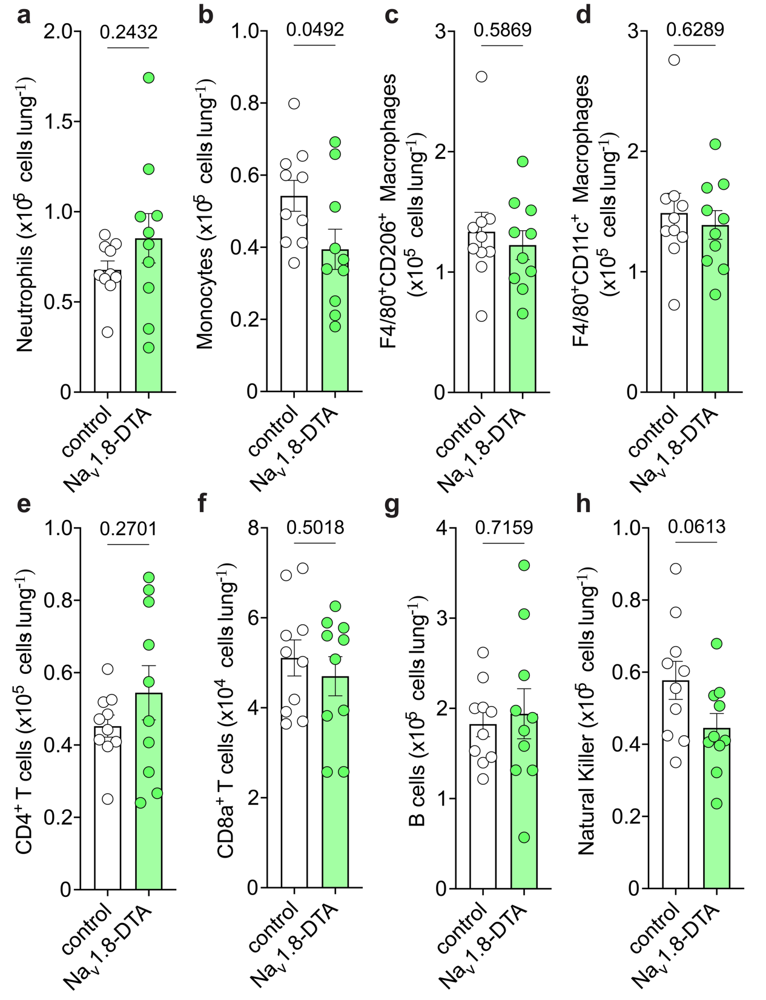 a
Neutrophils (x10⁵ cells lung⁻¹)
2.0
1.5
1.0
0.5
0
0.2432
control
Naᵥ1.8-DTA
b
Monocytes (x10⁵ cells lung⁻¹)
1.0
0.8
0.6
0.4
0.2
0
0.0492
control
Naᵥ1.8-DTA
c
F4/80⁺CD206⁺ Macrophages
(x10⁵ cells lung⁻¹)
3
2
1
0
0.5869
control
Naᵥ1.8-DTA
d
F4/80⁺CD11c⁺ Macrophages
(x10⁵ cells lung⁻¹)
3
2
1
0
0.6289
control
Naᵥ1.8-DTA
e
CD4⁺ T cells (x10⁵ cells lung⁻¹)
1.0
0.8
0.6
0.4
0.2
0
0.2701
control
Naᵥ1.8-DTA
f
CD8a⁺ T cells (x10⁴ cells lung⁻¹)
8
6
4
2
0
0.5018
control
Naᵥ1.8-DTA
g
B cells (x10⁵ cells lung⁻¹)
4
3
2
1
0
0.7159
control
Naᵥ1.8-DTA
h
Natural Killer (x10⁵ cells lung⁻¹)
1.0
0.8
0.6
0.4
0.2
0
0.0613
control
Naᵥ1.8-DTA